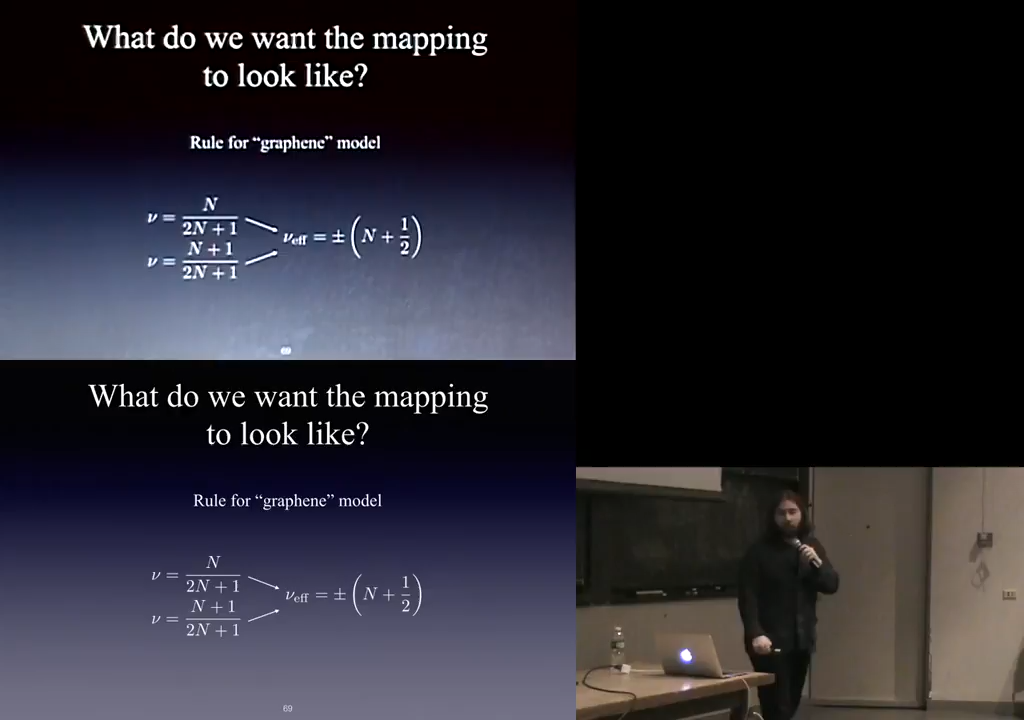 What do we want the mapping
to look like?
Rule for “graphene” model
ν = N/(2N + 1)
ν = (N + 1)/(2N + 1)
ν_eff = ± (N + 1/2)
69
What do we want the mapping
to look like?
Rule for “graphene” model
ν = N/(2N + 1)
ν = (N + 1)/(2N + 1)
ν_eff = ± (N + 1/2)
69